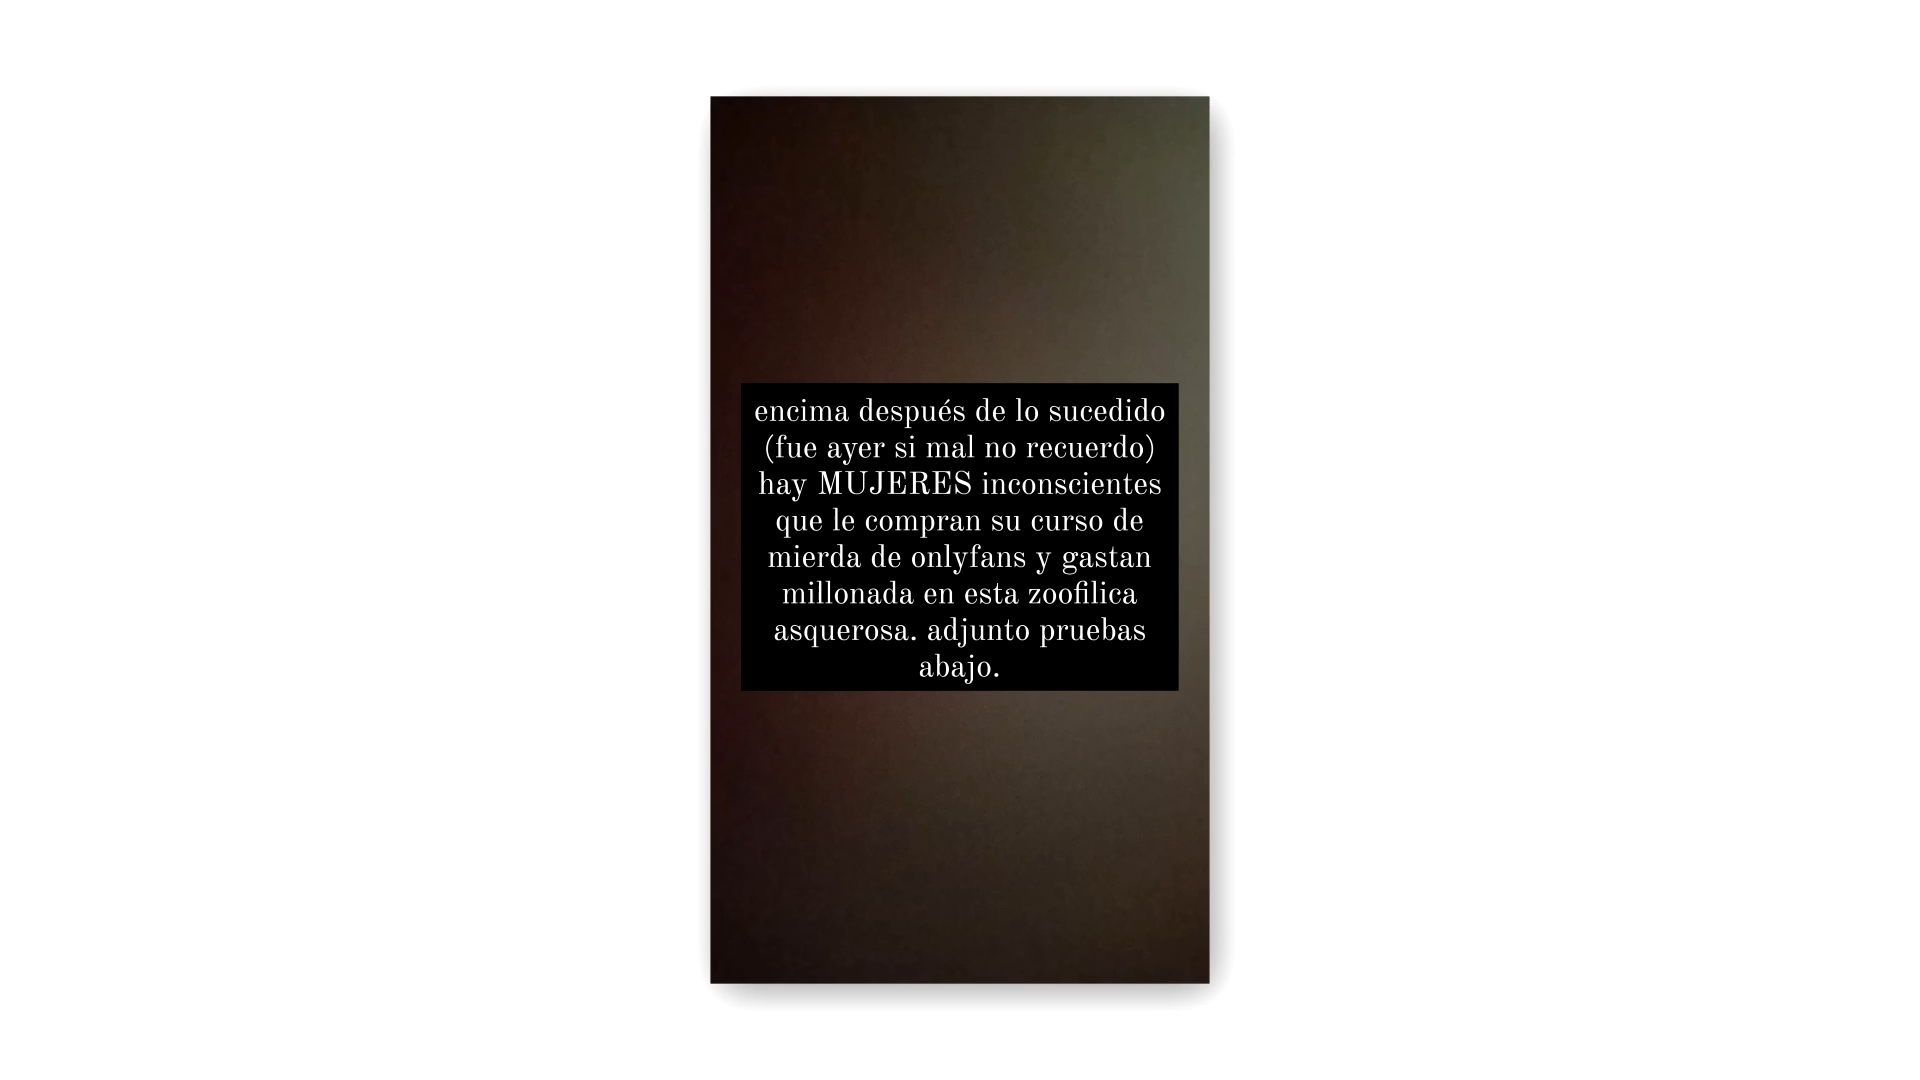 encima después de lo sucedido
(fue ayer si mal no recuerdo)
hay MUJERES inconscientes
que le compran su curso de
mierda de onlyfans y gastan
millonada en esta zoofilica
asquerosa. adjunto pruebas
abajo.